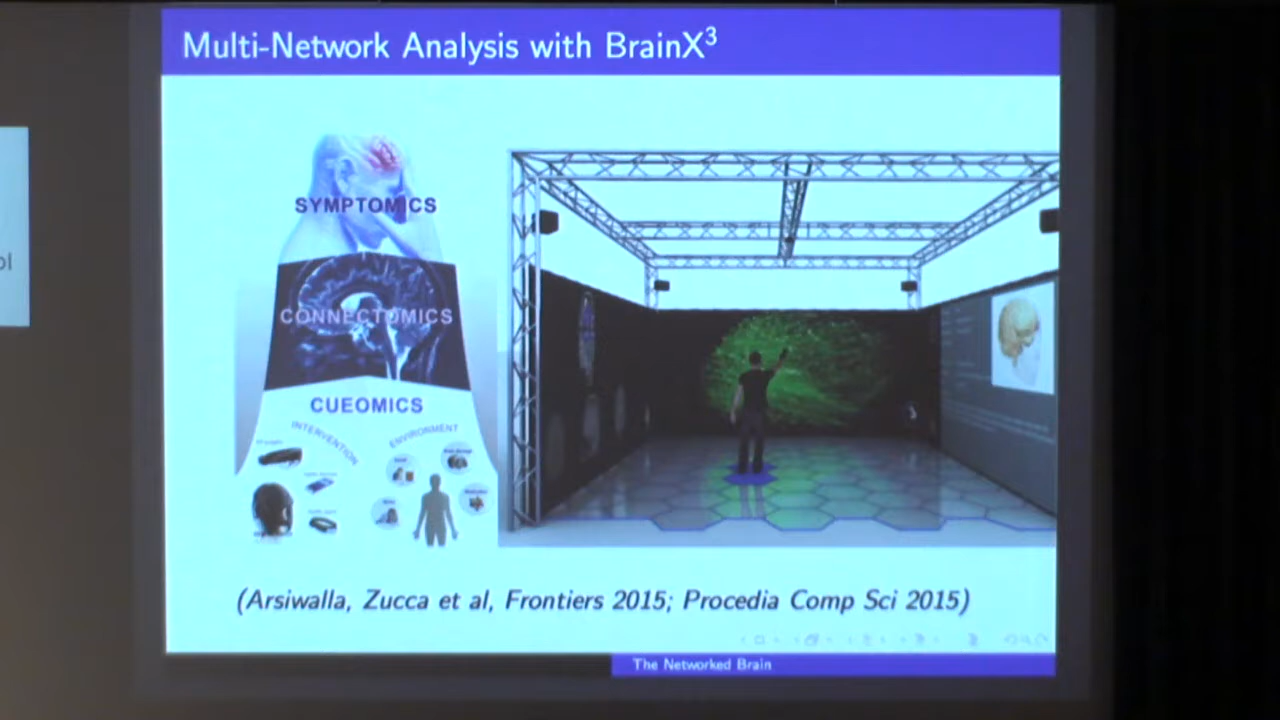 Multi-Network Analysis with BrainX³
SYMPTOMICS
CONNECTOMICS
CUEOMICS
INTERVENTION
ENVIRONMENT
(Arsiwalla, Zucca et al, Frontiers 2015; Procedia Comp Sci 2015)
The Networked Brain
ol